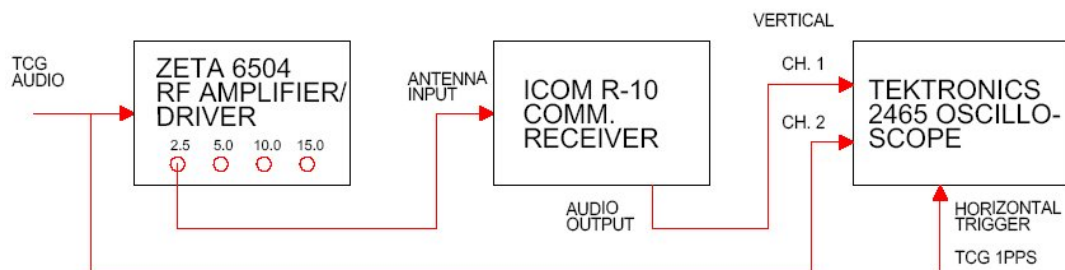 VERTICAL
TCG
AUDIO
ZETA 6504
RF AMPLIFIER/
DRIVER
2.5 5.0 10.0 15.0
ANTENNA
INPUT
ICOM R-10
COMM.
RECEIVER
AUDIO
OUTPUT
CH. 1
CH. 2
TEKTRONICS
2465 OSCILLO-
SCOPE
HORIZONTAL
TRIGGER
TCG 1PPS